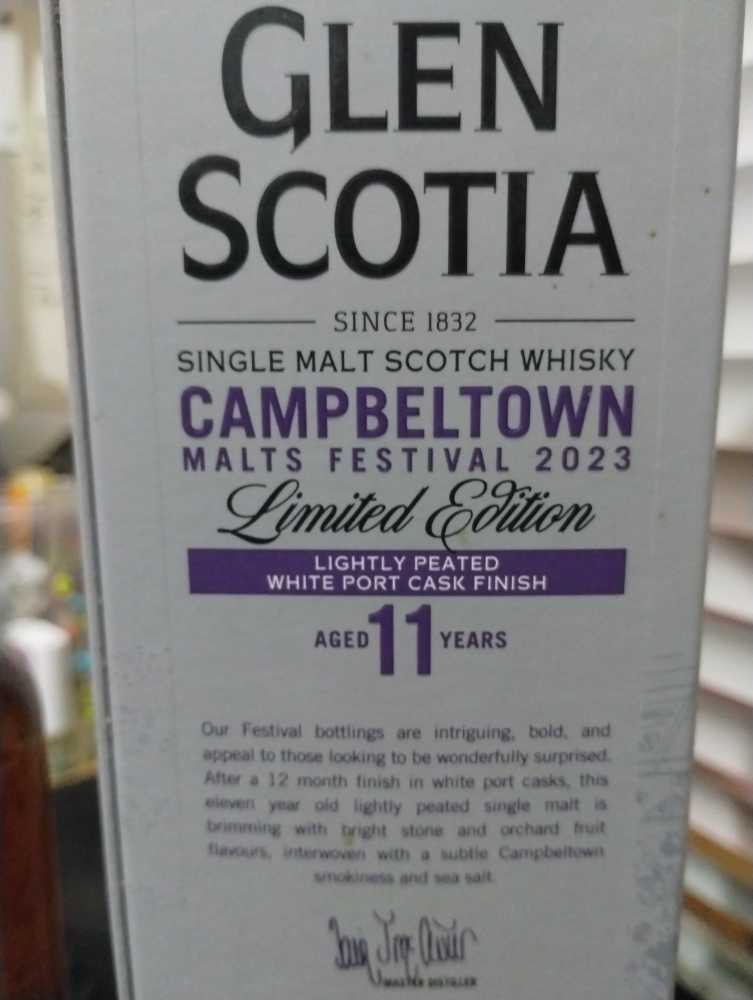 GLEN
SCOTIA
SINCE 1832
SINGLE MALT SCOTCH WHISKY
CAMPBELTOWN
MALTS FESTIVAL 2023
Limited Edition
LIGHTLY PEATED
WHITE PORT CASK FINISH
AGED 11 YEARS
Our Festival bottlings are intriguing, bold, and
appeal to those looking to be wonderfully surprised.
After a 12 month finish in white port casks, this
eleven year old lightly peated single malt is
brimming with bright stone and orchard fruit
flavours, interwoven with a subtle Campbeltown
smokiness and sea salt.
MASTER DISTILLER